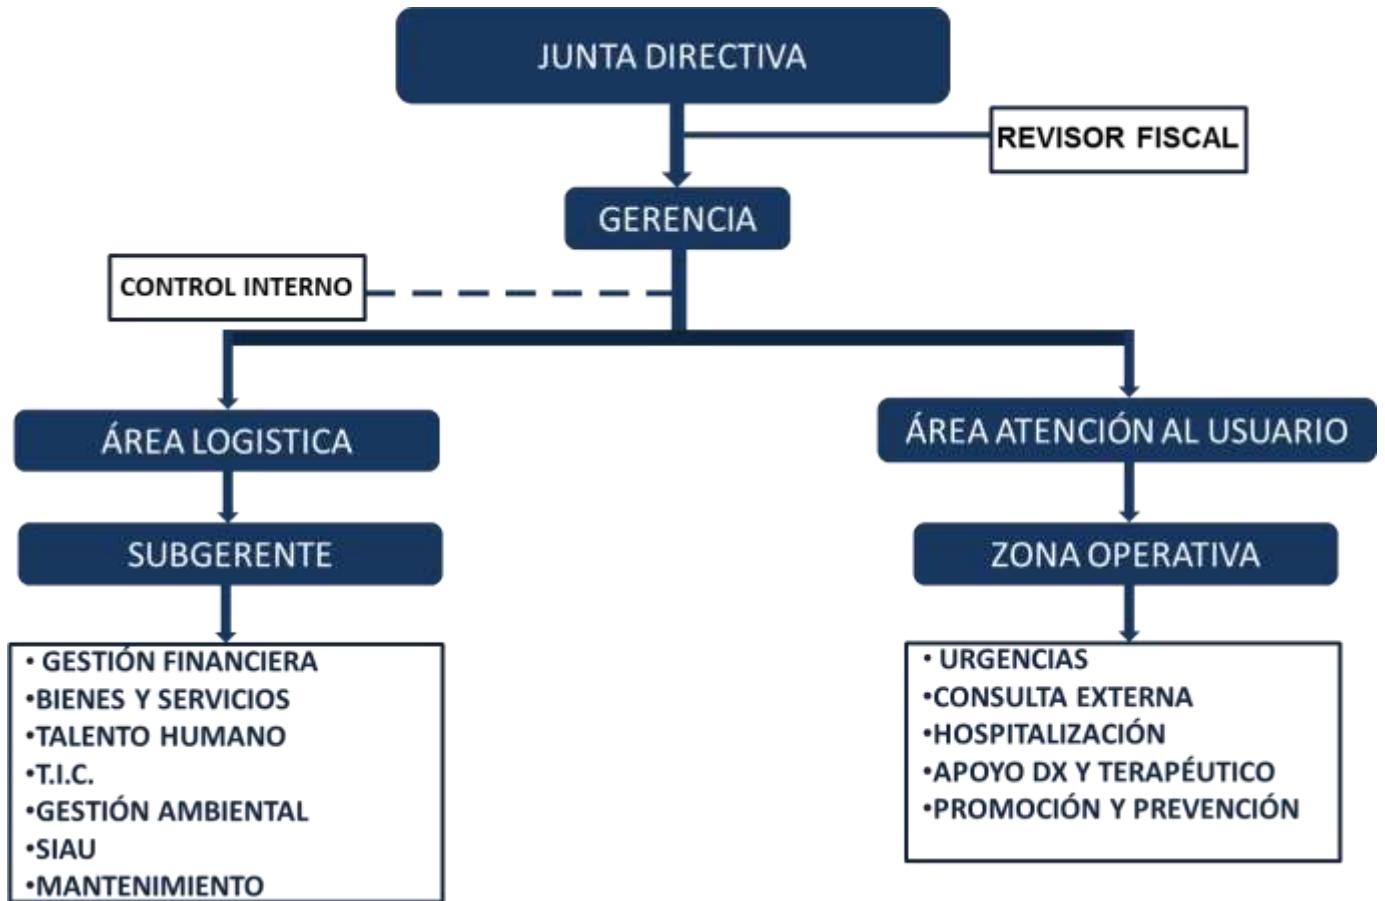 JUNTA DIRECTIVA
REVISOR FISCAL
GERENCIA
CONTROL INTERNO
ÁREA LOGISTICA
ÁREA ATENCIÓN AL USUARIO
SUBGERENTE
ZONA OPERATIVA
• GESTIÓN FINANCIERA
•BIENES Y SERVICIOS
•TALENTO HUMANO
•T.I.C.
•GESTIÓN AMBIENTAL
•SIAU
•MANTENIMIENTO
• URGENCIAS
•CONSULTA EXTERNA
•HOSPITALIZACIÓN
•APOYO DX Y TERAPÉUTICO
•PROMOCIÓN Y PREVENCIÓN